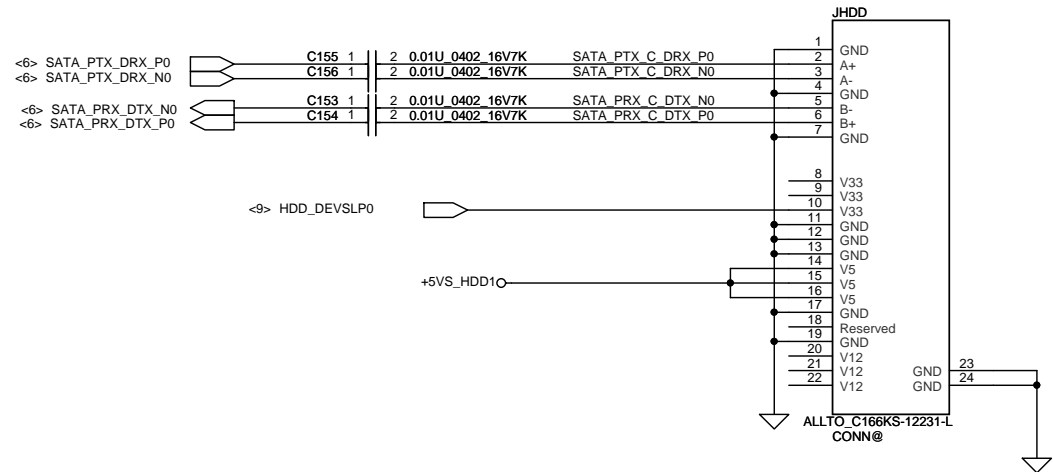 JHDD
1 GND
<6> SATA_PTX_DRX_P0 C155 1 2 0.01U_0402_16V7K SATA_PTX_C_DRX_P0 2 A+
<6> SATA_PTX_DRX_N0 C156 1 2 0.01U_0402_16V7K SATA_PTX_C_DRX_N0 3 A-
4 GND
<6> SATA_PRX_DTX_N0 C153 1 2 0.01U_0402_16V7K SATA_PRX_C_DTX_N0 5 B-
<6> SATA_PRX_DTX_P0 C154 1 2 0.01U_0402_16V7K SATA_PRX_C_DTX_P0 6 B+
7 GND
8 V33
9 V33
<9> HDD_DEVSLP0 10 V33
11 GND
12 GND
13 GND
14 V5
+5VS_HDD1 15 V5
16 V5
17 GND
18 Reserved
19 GND
20 V12
21 V12 GND 23
22 V12 GND 24
ALLTO_C166KS-12231-L
CONN@